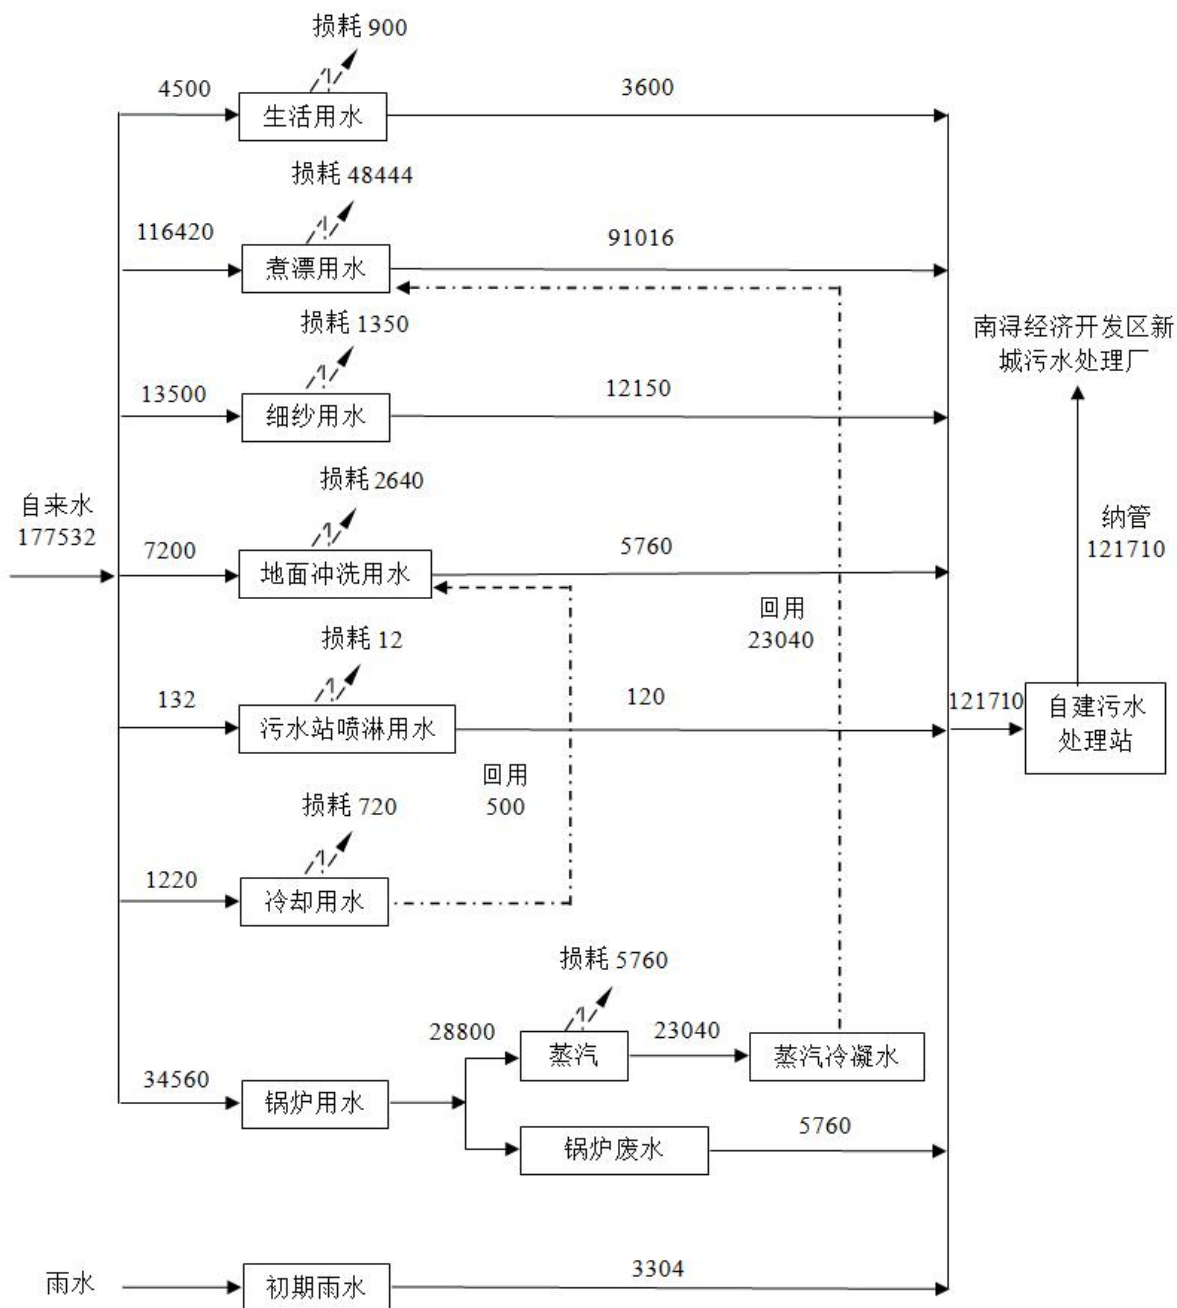 损耗 900
4500
生活用水
3600
损耗 48444
116420
煮漂用水
91016
损耗 1350
13500
细纱用水
12150
南浔经济开发区新
城污水处理厂
损耗 2640
自来水
177532
7200
地面冲洗用水
5760
纳管
121710
回用
23040
损耗 12
132
污水站喷淋用水
120
121710
自建污水
处理站
回用
500
损耗 720
1220
冷却用水
损耗 5760
28800
蒸汽
23040
蒸汽冷凝水
34560
锅炉用水
锅炉废水
5760
雨水
初期雨水
3304